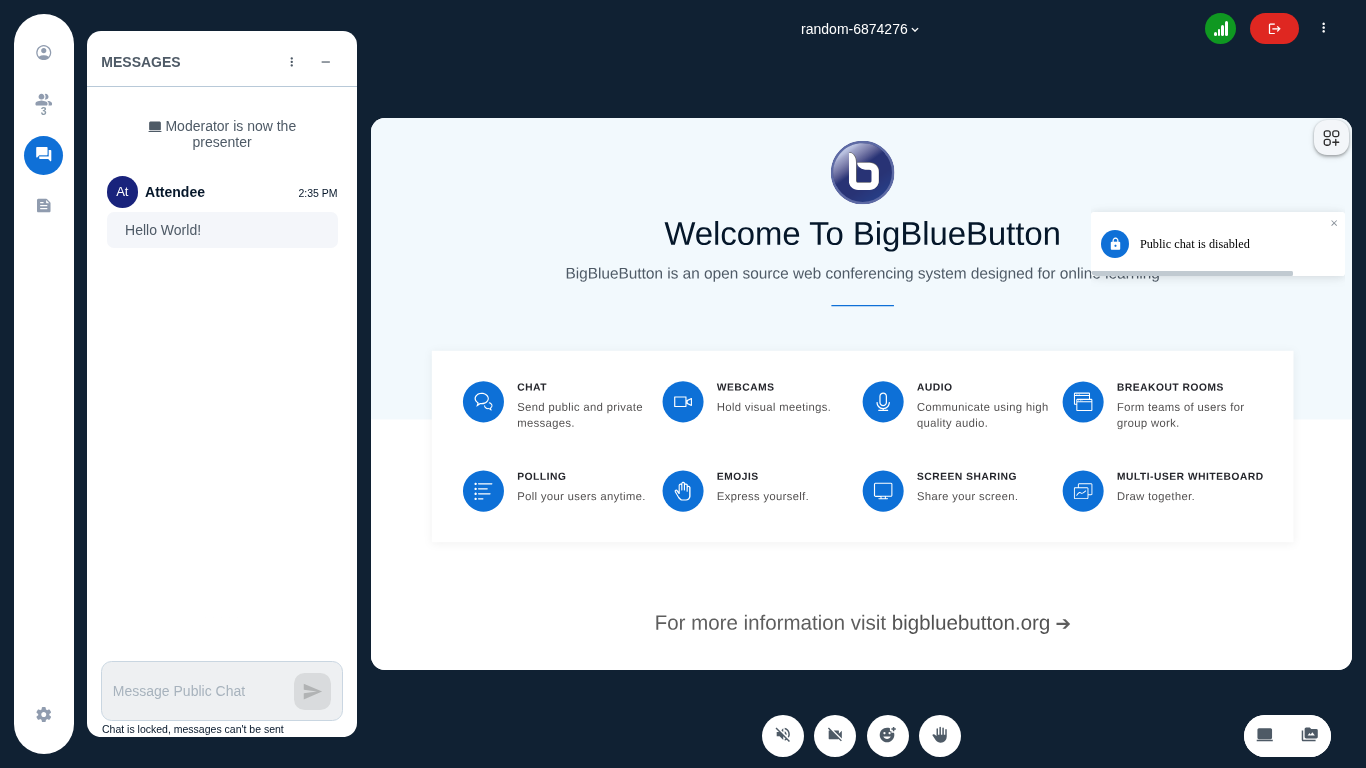 random-6874276
3
MESSAGES
Moderator is now the
presenter
At
Attendee
2:35 PM
Hello World!
Message Public Chat
Chat is locked, messages can't be sent
Welcome To BigBlueButton
BigBlueButton is an open source web conferencing system designed for online learning
Public chat is disabled
CHAT
Send public and private
messages.
WEBCAMS
Hold visual meetings.
AUDIO
Communicate using high
quality audio.
BREAKOUT ROOMS
Form teams of users for
group work.
POLLING
Poll your users anytime.
EMOJIS
Express yourself.
SCREEN SHARING
Share your screen.
MULTI-USER WHITEBOARD
Draw together.
For more information visit bigbluebutton.org ➔